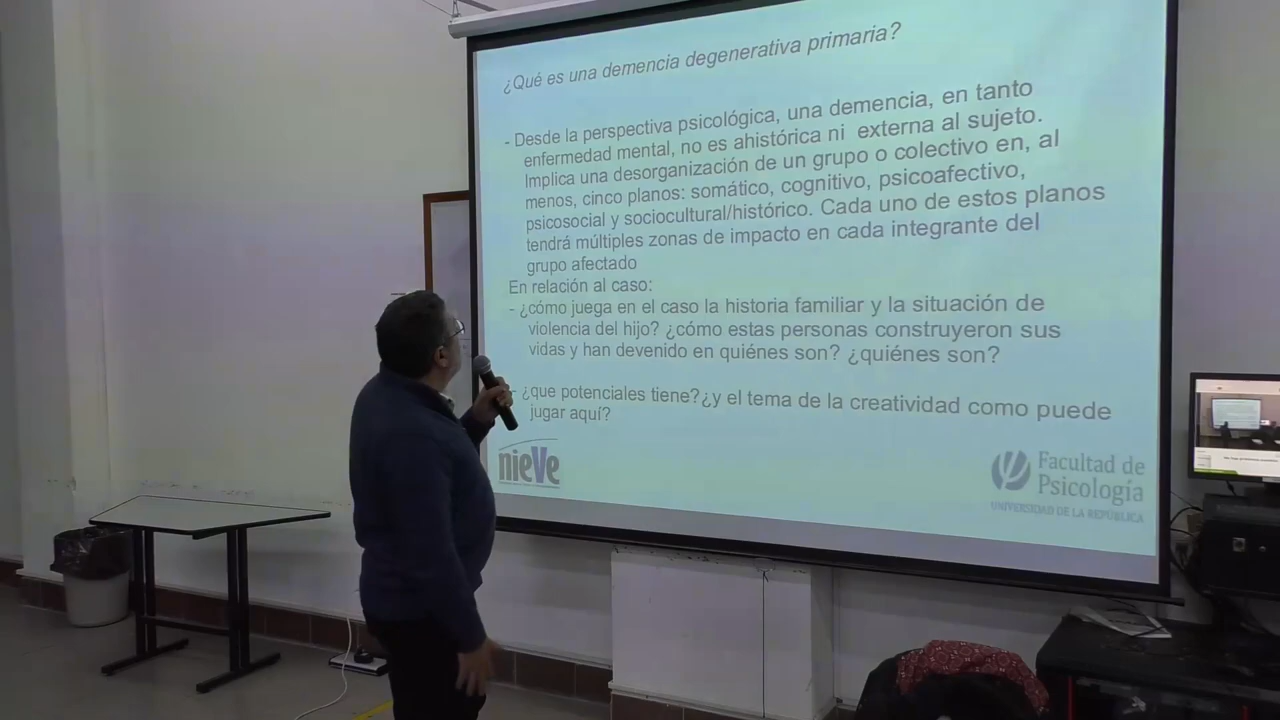 ¿Qué es una demencia degenerativa primaria?
- Desde la perspectiva psicológica, una demencia, en tanto
enfermedad mental, no es ahistórica ni externa al sujeto.
Implica una desorganización de un grupo o colectivo en, al
menos, cinco planos: somático, cognitivo, psicoafectivo,
psicosocial y sociocultural/histórico. Cada uno de estos planos
tendrá múltiples zonas de impacto en cada integrante del
grupo afectado
En relación al caso:
- ¿cómo juega en el caso la historia familiar y la situación de
violencia del hijo? ¿cómo estas personas construyeron sus
vidas y han devenido en quiénes son? ¿quiénes son?
- ¿que potenciales tiene?¿y el tema de la creatividad como puede
jugar aquí?
nieVe
Facultad de
Psicología
UNIVERSIDAD DE LA REPÚBLICA